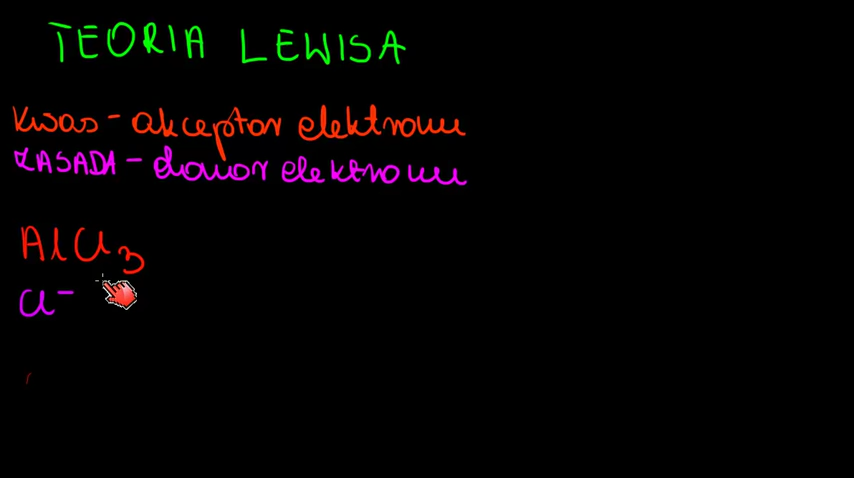 TEORIA LEWISA
Kwas - akceptor elektronu
ZASADA - donor elektronu
AlCl3
Cl-